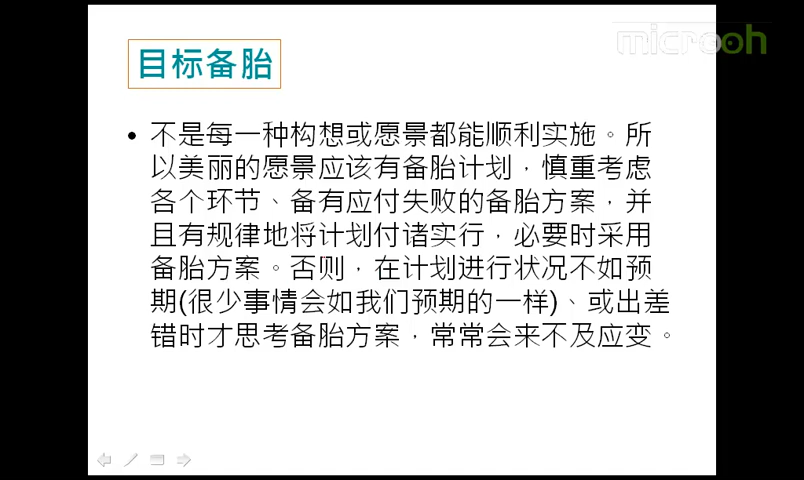 microoh
目标备胎
• 不是每一种构想或愿景都能顺利实施。所
以美丽的愿景应该有备胎计划，慎重考虑
各个环节、备有应付失败的备胎方案，并
且有规律地将计划付诸实行，必要时采用
备胎方案。否则，在计划进行状况不如预
期(很少事情会如我们预期的一样)、或出差
错时才思考备胎方案，常常会来不及应变。